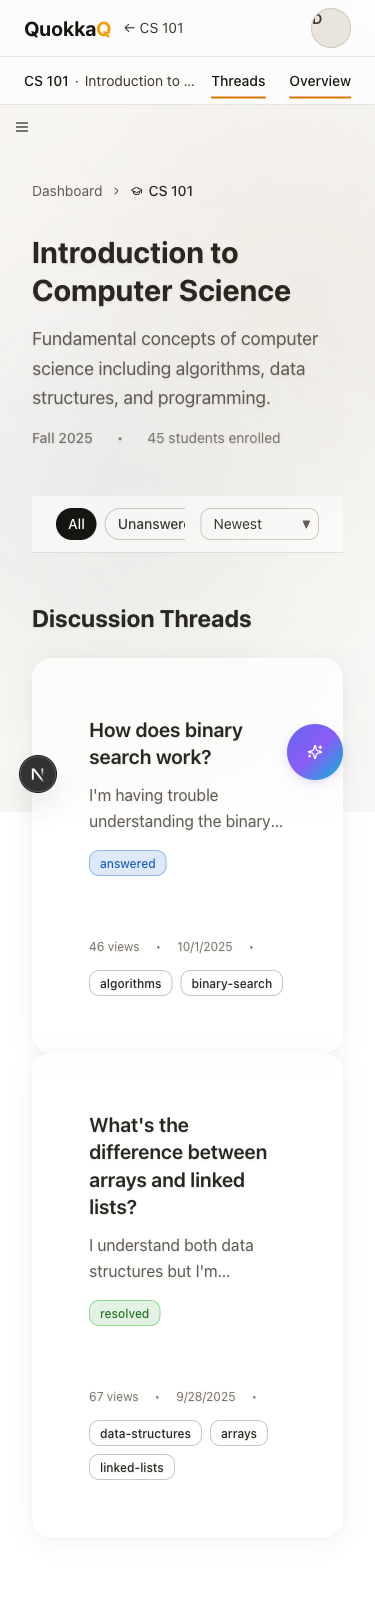 QuokkaQ
← CS 101
D
CS 101 · Introduction to ...
Threads
Overview
Dashboard > CS 101
Introduction to
Computer Science
Fundamental concepts of computer
science including algorithms, data
structures, and programming.
Fall 2025 • 45 students enrolled
All
Unanswere
Newest
Discussion Threads
How does binary
search work?
I'm having trouble
understanding the binary...
answered
46 views • 10/1/2025 •
algorithms
binary-search
N
What's the
difference between
arrays and linked
lists?
I understand both data
structures but I'm...
resolved
67 views • 9/28/2025 •
data-structures
arrays
linked-lists